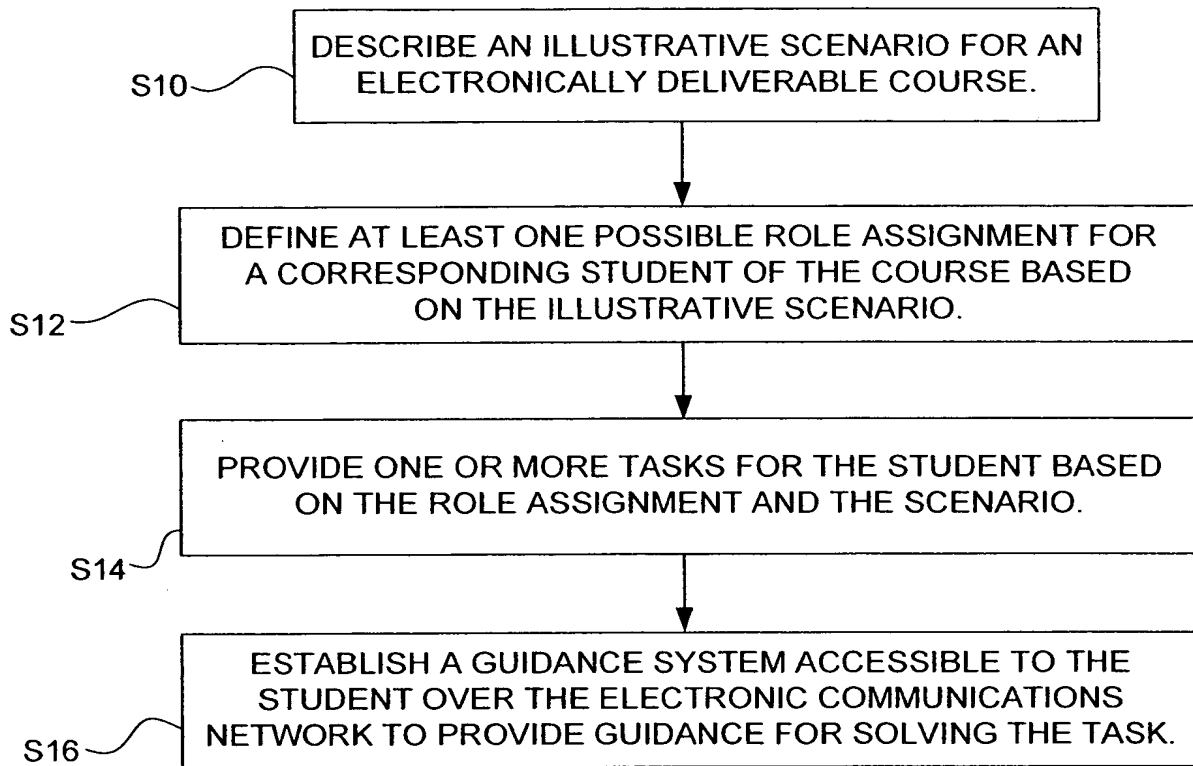 DESCRIBE AN ILLUSTRATIVE SCENARIO FOR AN
ELECTRONICALLY DELIVERABLE COURSE.
S10
DEFINE AT LEAST ONE POSSIBLE ROLE ASSIGNMENT FOR
A CORRESPONDING STUDENT OF THE COURSE BASED
ON THE ILLUSTRATIVE SCENARIO.
S12
PROVIDE ONE OR MORE TASKS FOR THE STUDENT BASED
ON THE ROLE ASSIGNMENT AND THE SCENARIO.
S14
ESTABLISH A GUIDANCE SYSTEM ACCESSIBLE TO THE
STUDENT OVER THE ELECTRONIC COMMUNICATIONS
NETWORK TO PROVIDE GUIDANCE FOR SOLVING THE TASK.
S16